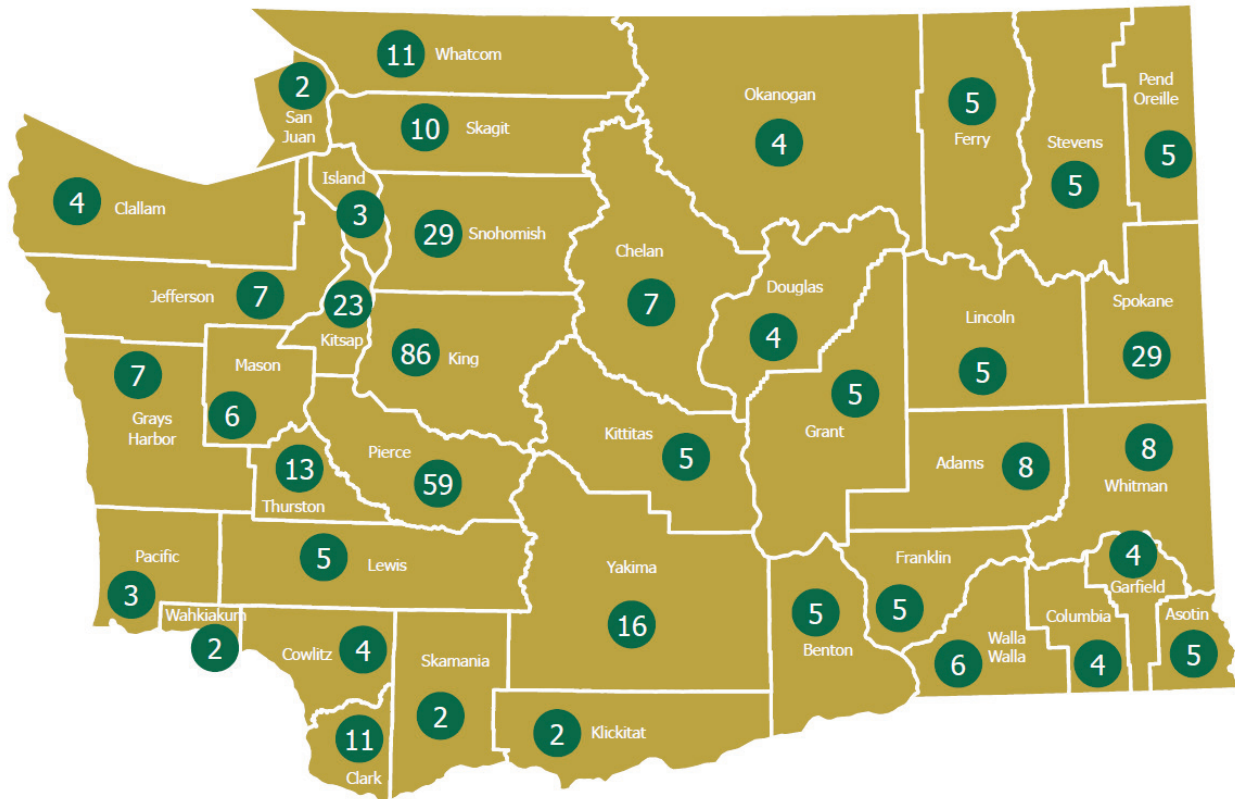 11
Whatcom
2
San
Juan
10
Skagit
Okanogan
4
5
Ferry
Stevens
5
Pend
Oreille
5
4
Clallam
Island
3
29
Snohomish
Chelan
7
Jefferson
7
23
Kitsap
Douglas
4
Lincoln
5
Spokane
29
86
King
Mason
6
7
Grays
Harbor
5
Grant
Kittitas
5
Pierce
59
13
Thurston
Adams
8
8
Whitman
Pacific
3
5
Lewis
Yakima
16
Franklin
5
4
Garfield
Wahkiakum
2
Cowlitz
4
Skamania
2
5
Benton
Walla
Walla
6
Columbia
4
Asotin
5
11
Clark
2
Klickitat